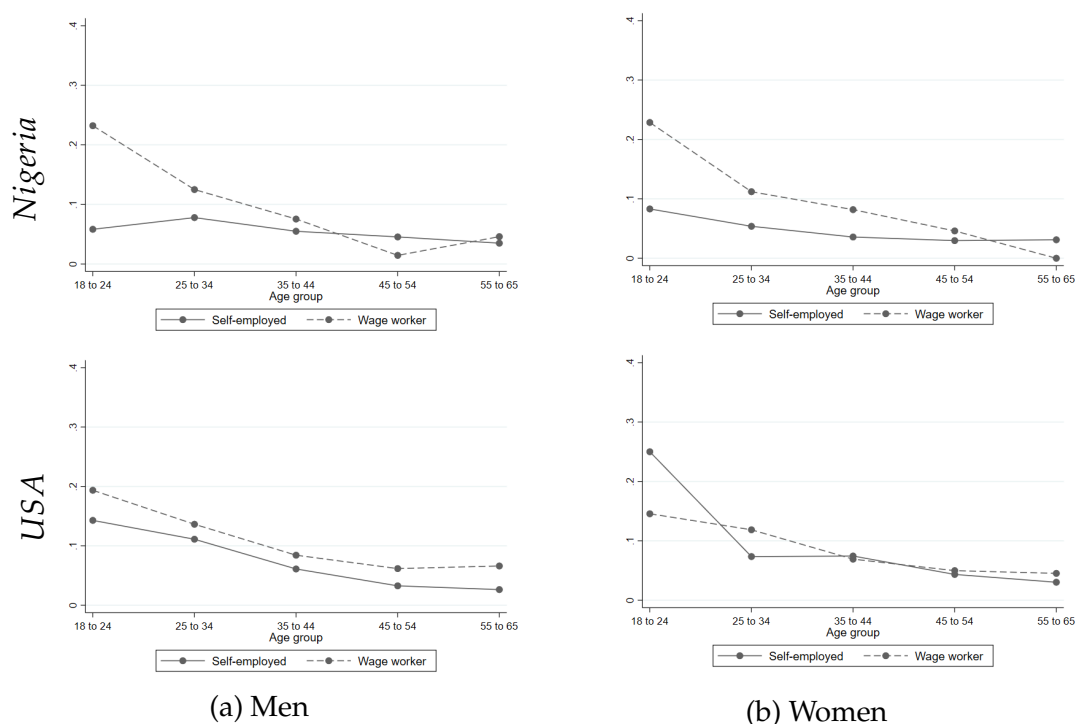 Nigeria
.4
.3
.2
.1
0
18 to 24 25 to 34 35 to 44 45 to 54 55 to 65
Age group
Self-employed Wage worker
.4
.3
.2
.1
0
18 to 24 25 to 34 35 to 44 45 to 54 55 to 65
Age group
Self-employed Wage worker
USA
.4
.3
.2
.1
0
18 to 24 25 to 34 35 to 44 45 to 54 55 to 65
Age group
Self-employed Wage worker
.4
.3
.2
.1
0
18 to 24 25 to 34 35 to 44 45 to 54 55 to 65
Age group
Self-employed Wage worker
(a) Men
(b) Women